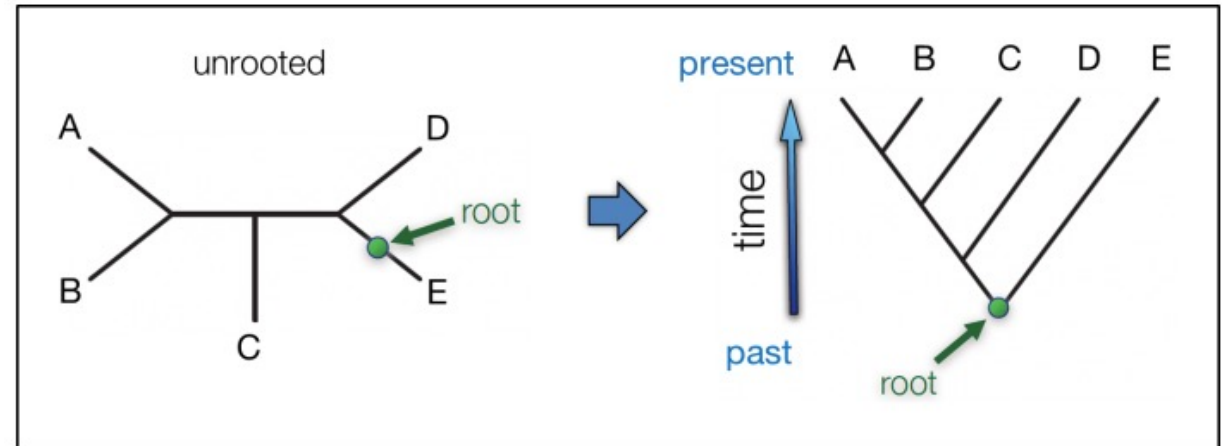 unrooted
A
D
root
B
E
C
present
A B C D E
time
past
root